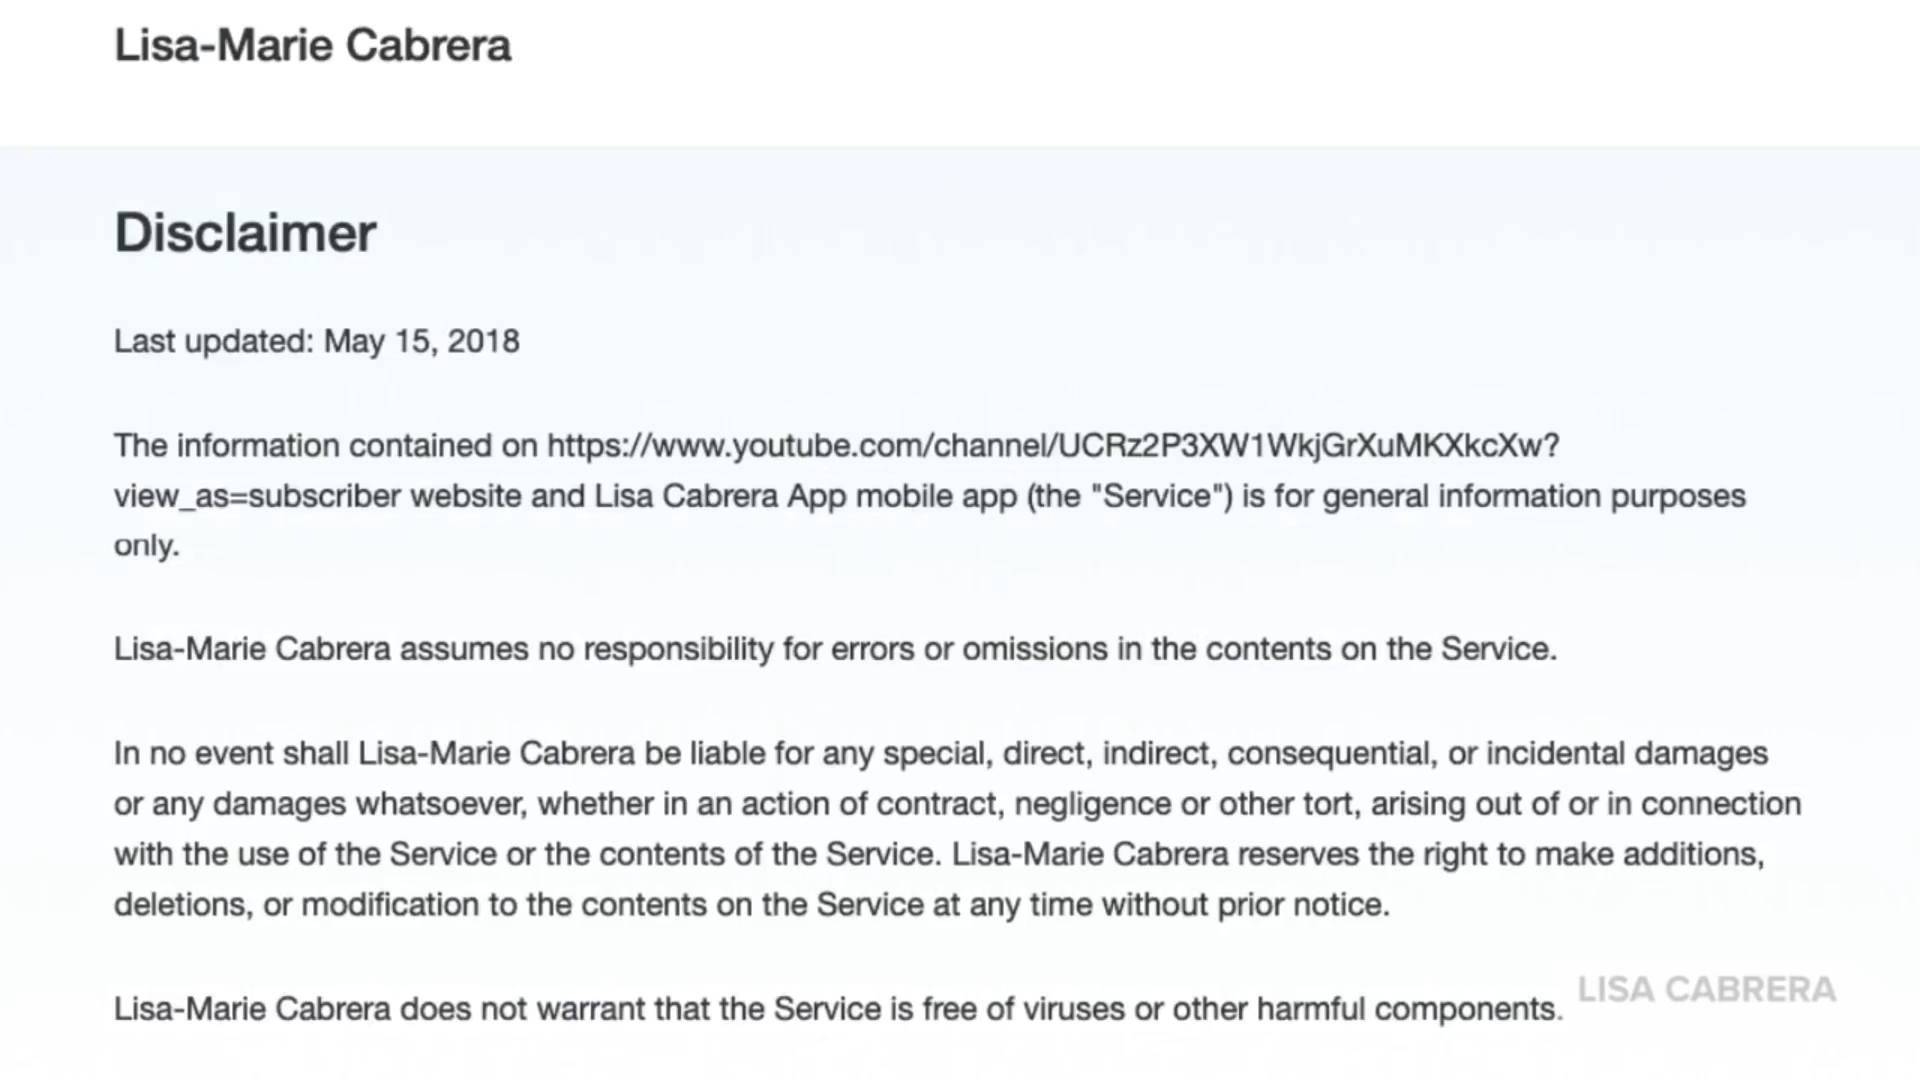 Lisa-Marie Cabrera
Disclaimer
Last updated: May 15, 2018
The information contained on https://www.youtube.com/channel/UCRz2P3XW1WkjGrXuMKXkcXw?
view_as=subscriber website and Lisa Cabrera App mobile app (the "Service") is for general information purposes
only.
Lisa-Marie Cabrera assumes no responsibility for errors or omissions in the contents on the Service.
In no event shall Lisa-Marie Cabrera be liable for any special, direct, indirect, consequential, or incidental damages
or any damages whatsoever, whether in an action of contract, negligence or other tort, arising out of or in connection
with the use of the Service or the contents of the Service. Lisa-Marie Cabrera reserves the right to make additions,
deletions, or modification to the contents on the Service at any time without prior notice.
Lisa-Marie Cabrera does not warrant that the Service is free of viruses or other harmful components.
LISA CABRERA